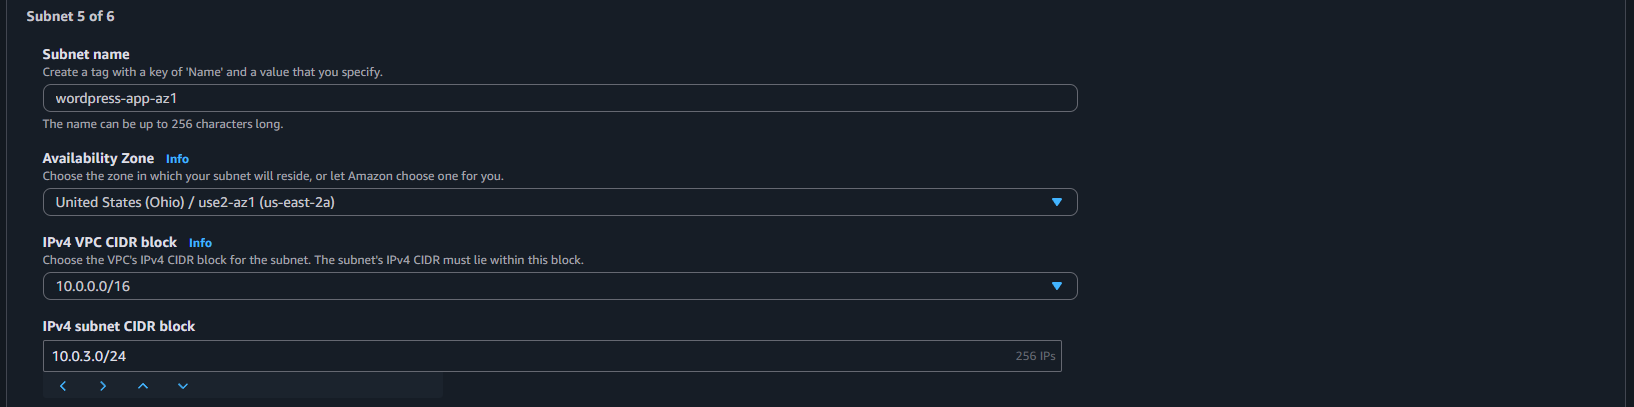 Subnet 5 of 6
Subnet name
Create a tag with a key of 'Name' and a value that you specify.
wordpress-app-az1
The name can be up to 256 characters long.
Availability Zone Info
Choose the zone in which your subnet will reside, or let Amazon choose one for you.
United States (Ohio) / use2-az1 (us-east-2a)
IPv4 VPC CIDR block Info
Choose the VPC's IPv4 CIDR block for the subnet. The subnet's IPv4 CIDR must lie within this block.
10.0.0.0/16
IPv4 subnet CIDR block
10.0.3.0/24 256 IPs